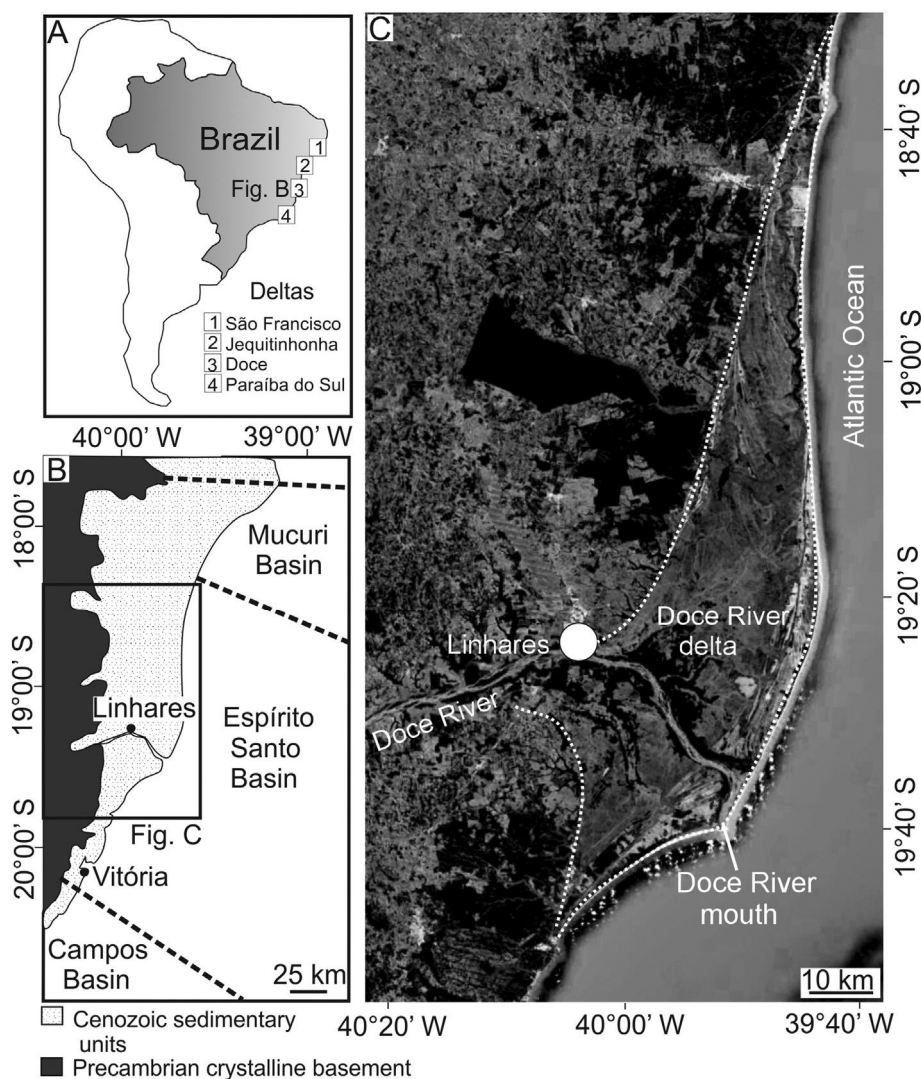 A
Brazil
Fig. B
1
2
3
4
Deltas
1 São Francisco
2 Jequitinhonha
3 Doce
4 Paraíba do Sul
40°00' W
39°00' W
B
18°00' S
19°00' S
20°00' S
Mucuri
Basin
Linhares
Espírito
Santo
Basin
Fig. C
Vitória
Campos
Basin
25 km
Cenozoic sedimentary
units
Precambrian crystalline basement
C
Atlantic Ocean
Linhares
Doce River
delta
Doce River
Doce River
mouth
10 km
18°40' S
19°00' S
19°20' S
19°40' S
40°20' W
40°00' W
39°40' W